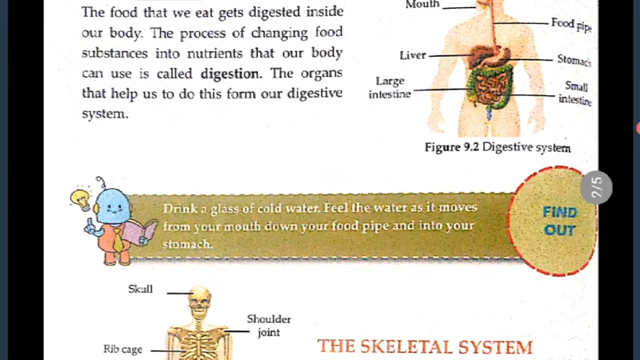 The food that we eat gets digested inside
our body. The process of changing food
substances into nutrients that our body
can use is called digestion. The organs
that help us to do this form our digestive
system.
Mouth
Food pipe
Liver
Stomach
Large
intestine
Small
intestine
Figure 9.2 Digestive system
2/5
Drink a glass of cold water. Feel the water as it moves
from your mouth down your food pipe and into your
stomach.
FIND
OUT
Skull
Shoulder
joint
Rib cage
THE SKELETAL SYSTEM